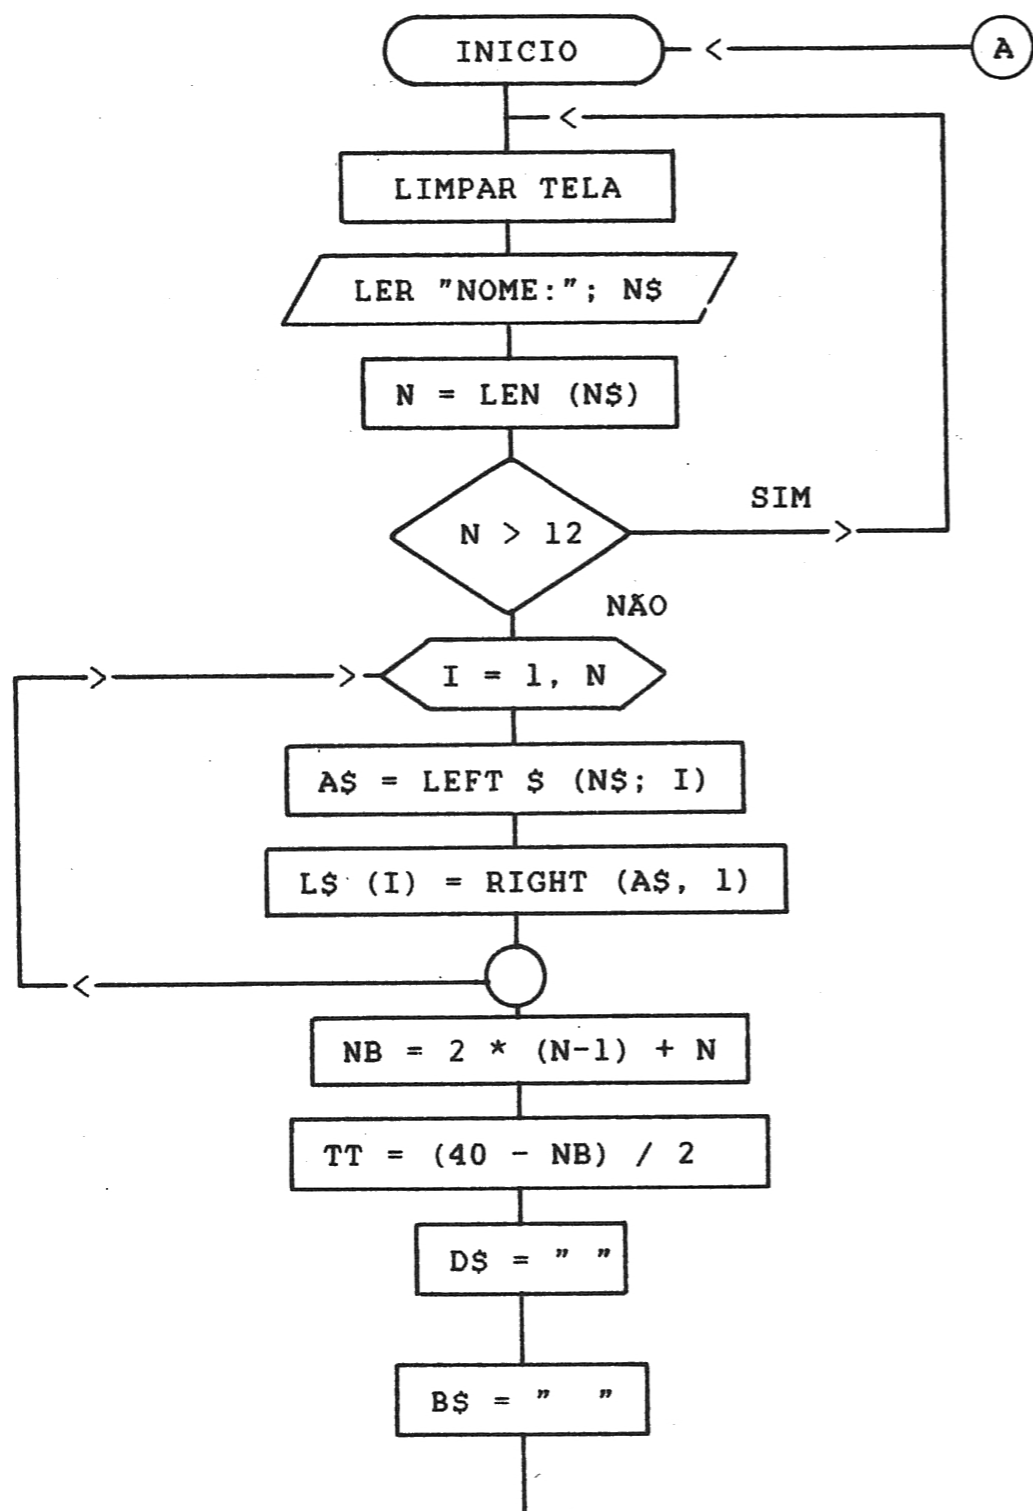 INICIO
A
LIMPAR TELA
LER "NOME:"; N$
N = LEN (N$)
N > 12
SIM
NÃO
I = 1, N
A$ = LEFT $ (N$; I)
L$ (I) = RIGHT (A$, 1)
NB = 2 * (N-1) + N
TT = (40 - NB) / 2
D$ = " "
B$ = "  "